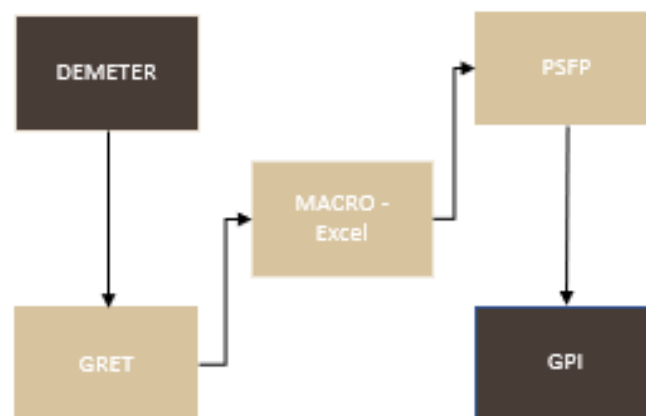 DEMETER
PSFP
MACRO -
Excel
GRET
GPI